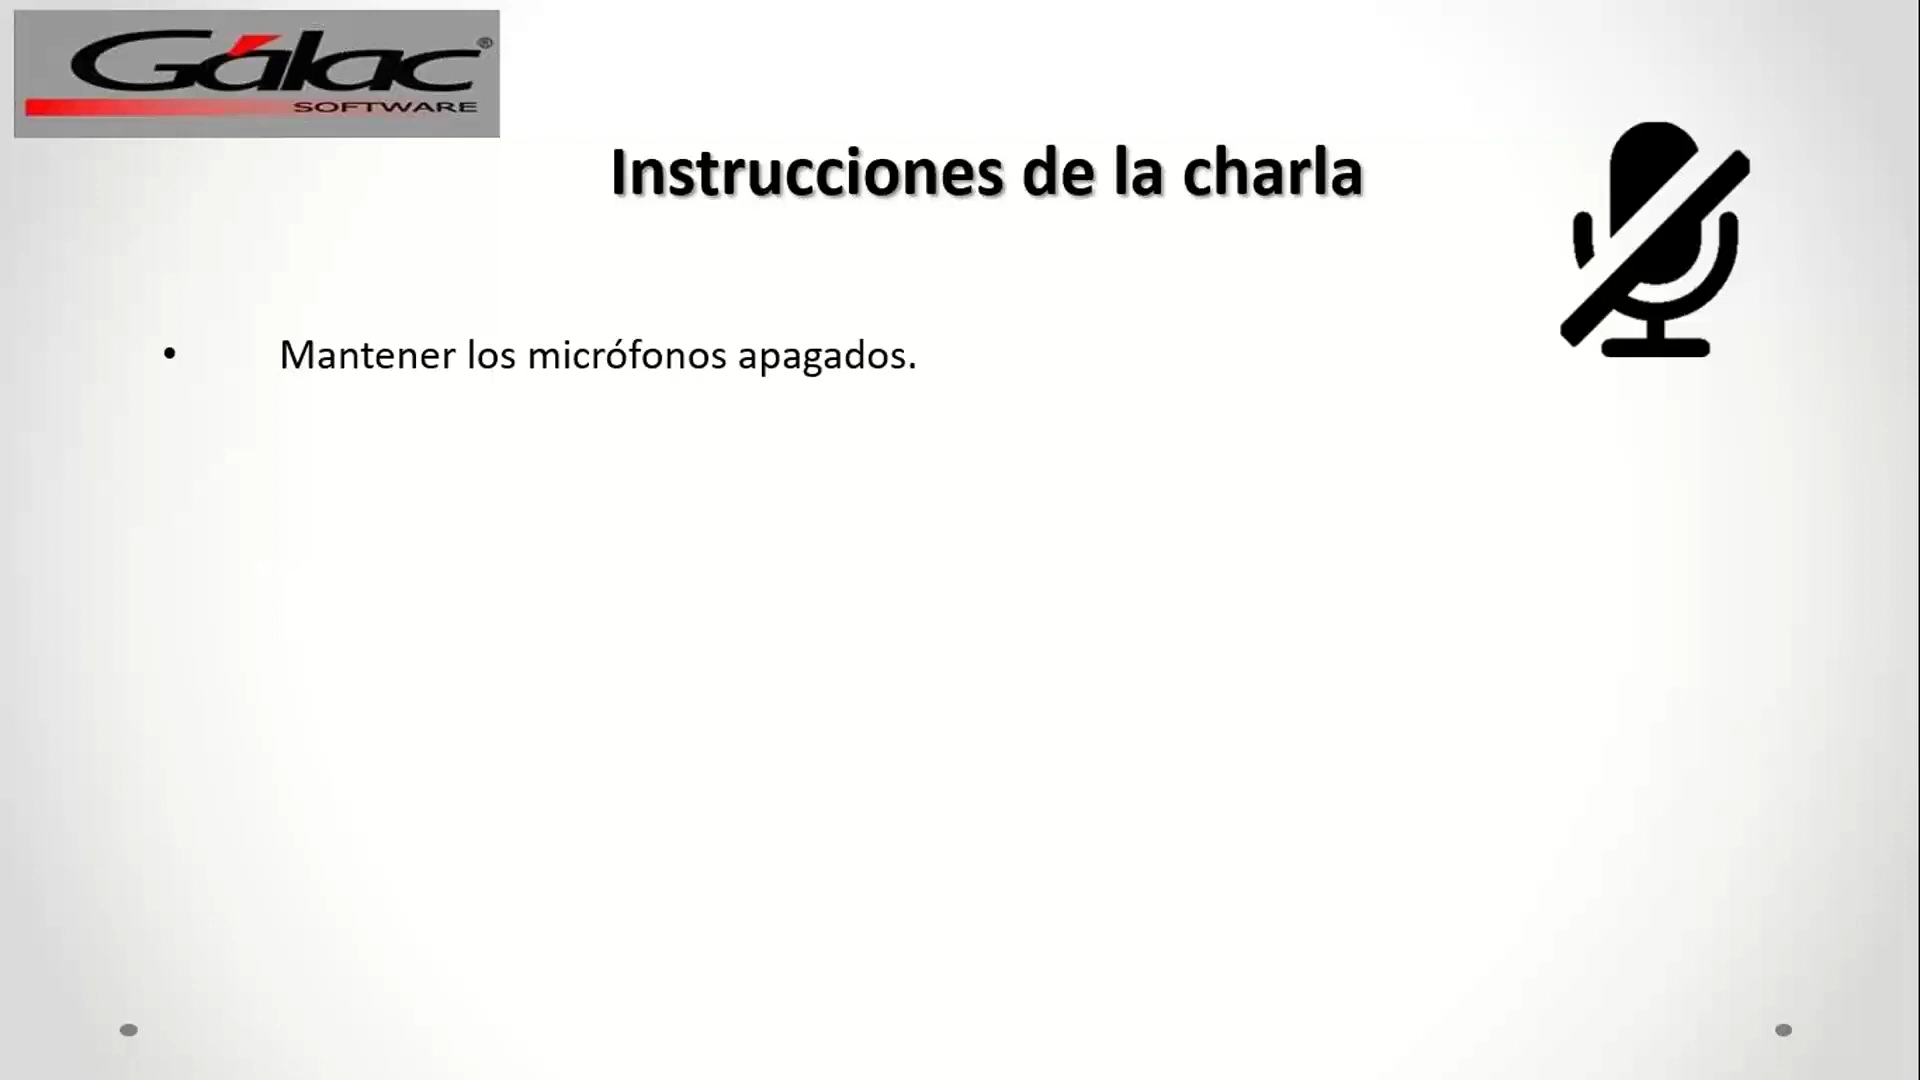 Gálac®
SOFTWARE
Instrucciones de la charla
• Mantener los micrófonos apagados.